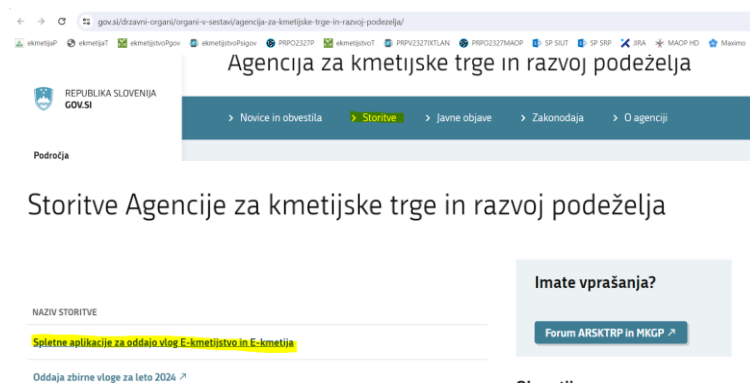 gov.si/drzavni-organi/organi-v-sestavi/agencija-za-kmetijske-trge-in-razvoj-podezelja/
ekmetijaP ekmetijaT ekmetijstvoPgov ekmetijstvoPsigov PRPO2327P ekmetijstvoT PRPV2327IXTLAN PRPO2327MAOP SP SIUT SP SRP JIRA MAOP HD Maximo
Agencija za kmetijske trge in razvoj podeželja
REPUBLIKA SLOVENIJA
GOV.SI
> Novice in obvestila > Storitve > Javne objave > Zakonodaja > O agenciji
Področja
Storitve Agencije za kmetijske trge in razvoj podeželja
Imate vprašanja?
NAZIV STORITVE
Forum ARSKTRP in MKGP ↗
Spletne aplikacije za oddajo vlog E-kmetijstvo in E-kmetija
Oddaja zbirne vloge za leto 2024 ↗